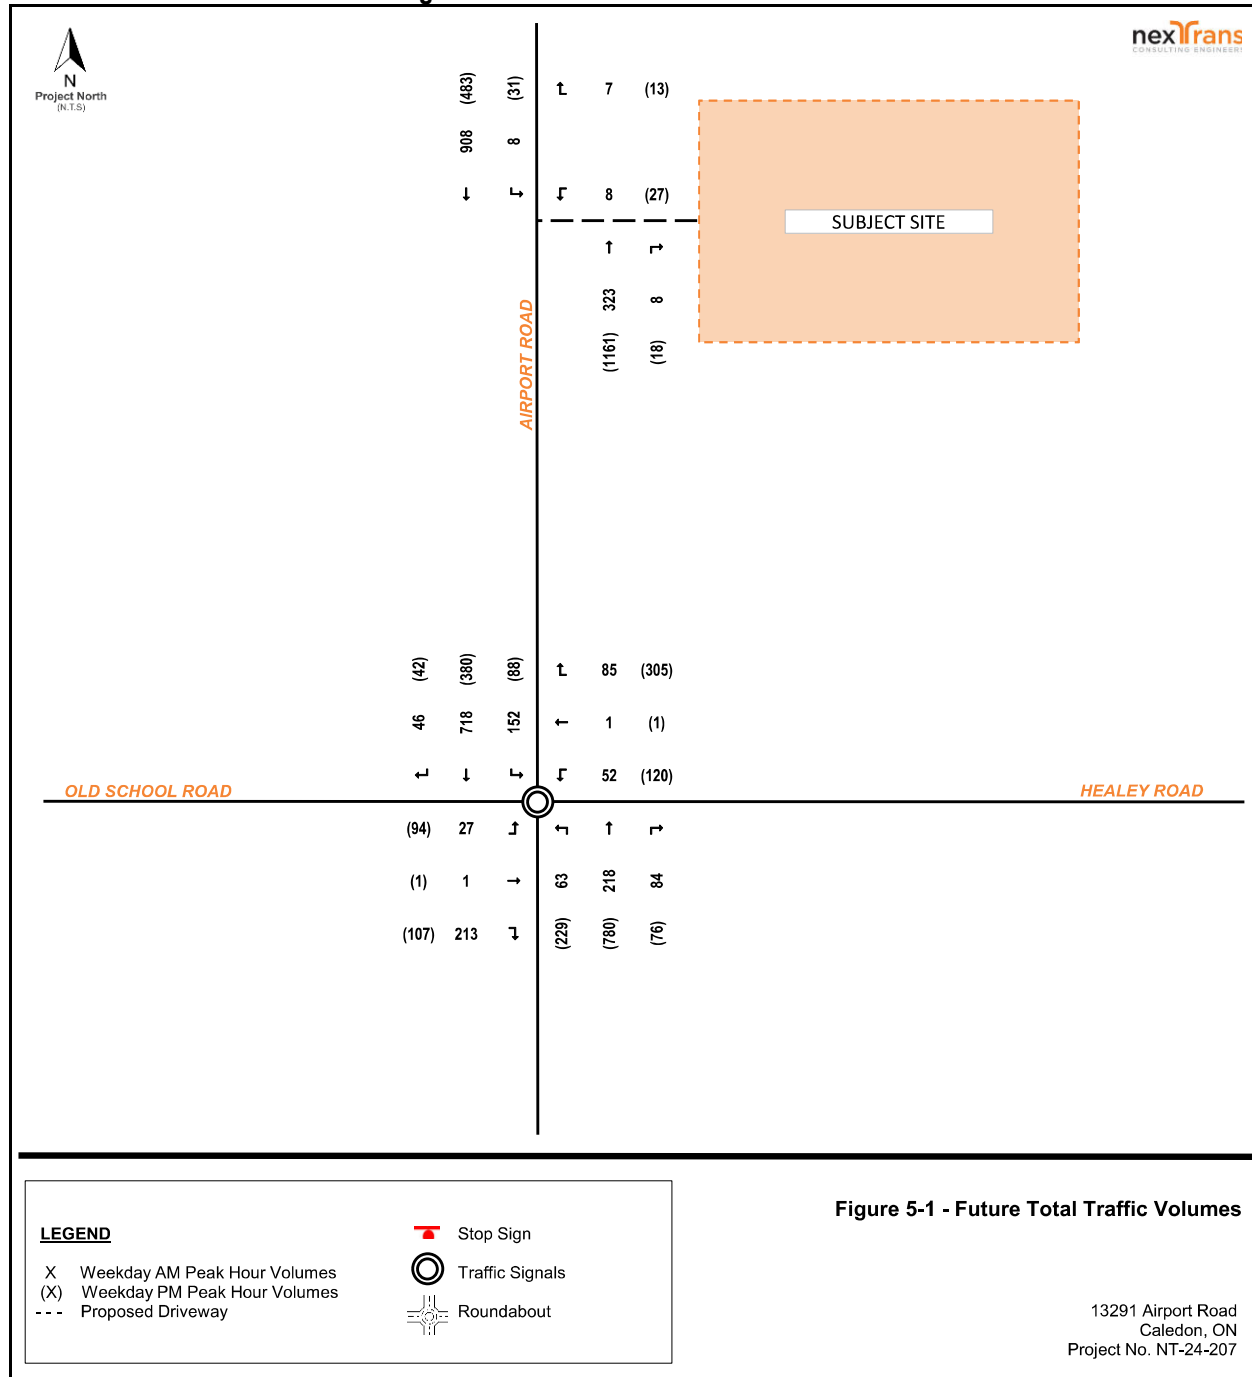 g
nexTrans
CONSULTING ENGINEERS
N
Project North
(N.T.S)
(483) (31) 7 (13)
908 8
8 (27)
SUBJECT SITE
323 8
(1161) (18)
AIRPORT ROAD
(42) (380) (88) 85 (305)
46 718 152 1 (1)
52 (120)
OLD SCHOOL ROAD HEALEY ROAD
(94) 27
(1) 1 63 218 84
(107) 213 (229) (780) (76)
Figure 5-1 - Future Total Traffic Volumes
LEGEND
X Weekday AM Peak Hour Volumes
(X) Weekday PM Peak Hour Volumes
--- Proposed Driveway
Stop Sign
Traffic Signals
Roundabout
13291 Airport Road
Caledon, ON
Project No. NT-24-207